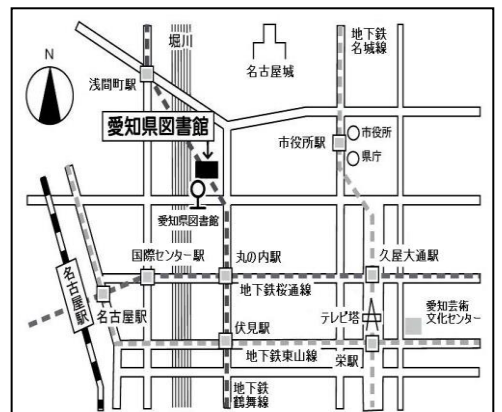 N
堀川
地下鉄
名城線
名古屋城
浅間町駅
愛知県図書館
市役所駅
市役所
県庁
愛知県図書館
国際センター駅
丸の内駅
久屋大通駅
名古屋駅
地下鉄桜通線
名古屋駅
テレビ塔
愛知芸術
文化センター
伏見駅
地下鉄東山線
栄駅
地下鉄
鶴舞線